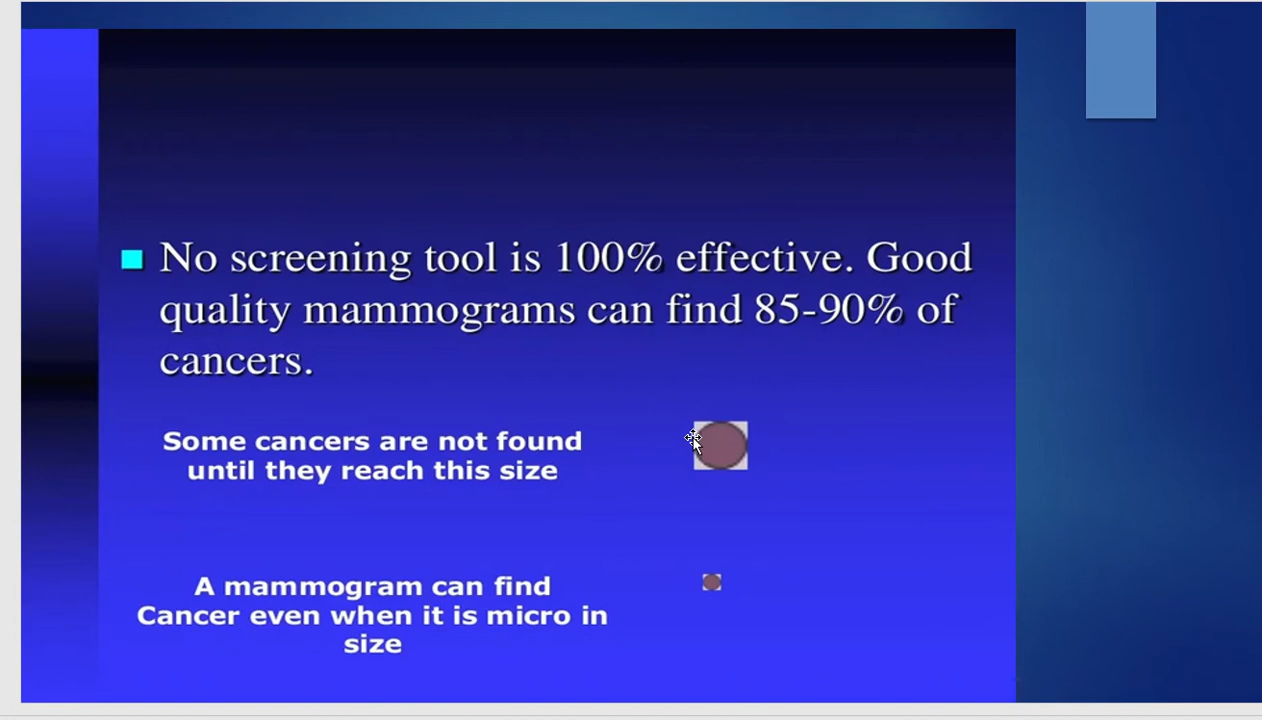 No screening tool is 100% effective. Good
quality mammograms can find 85-90% of
cancers.
Some cancers are not found
until they reach this size
A mammogram can find
Cancer even when it is micro in
size